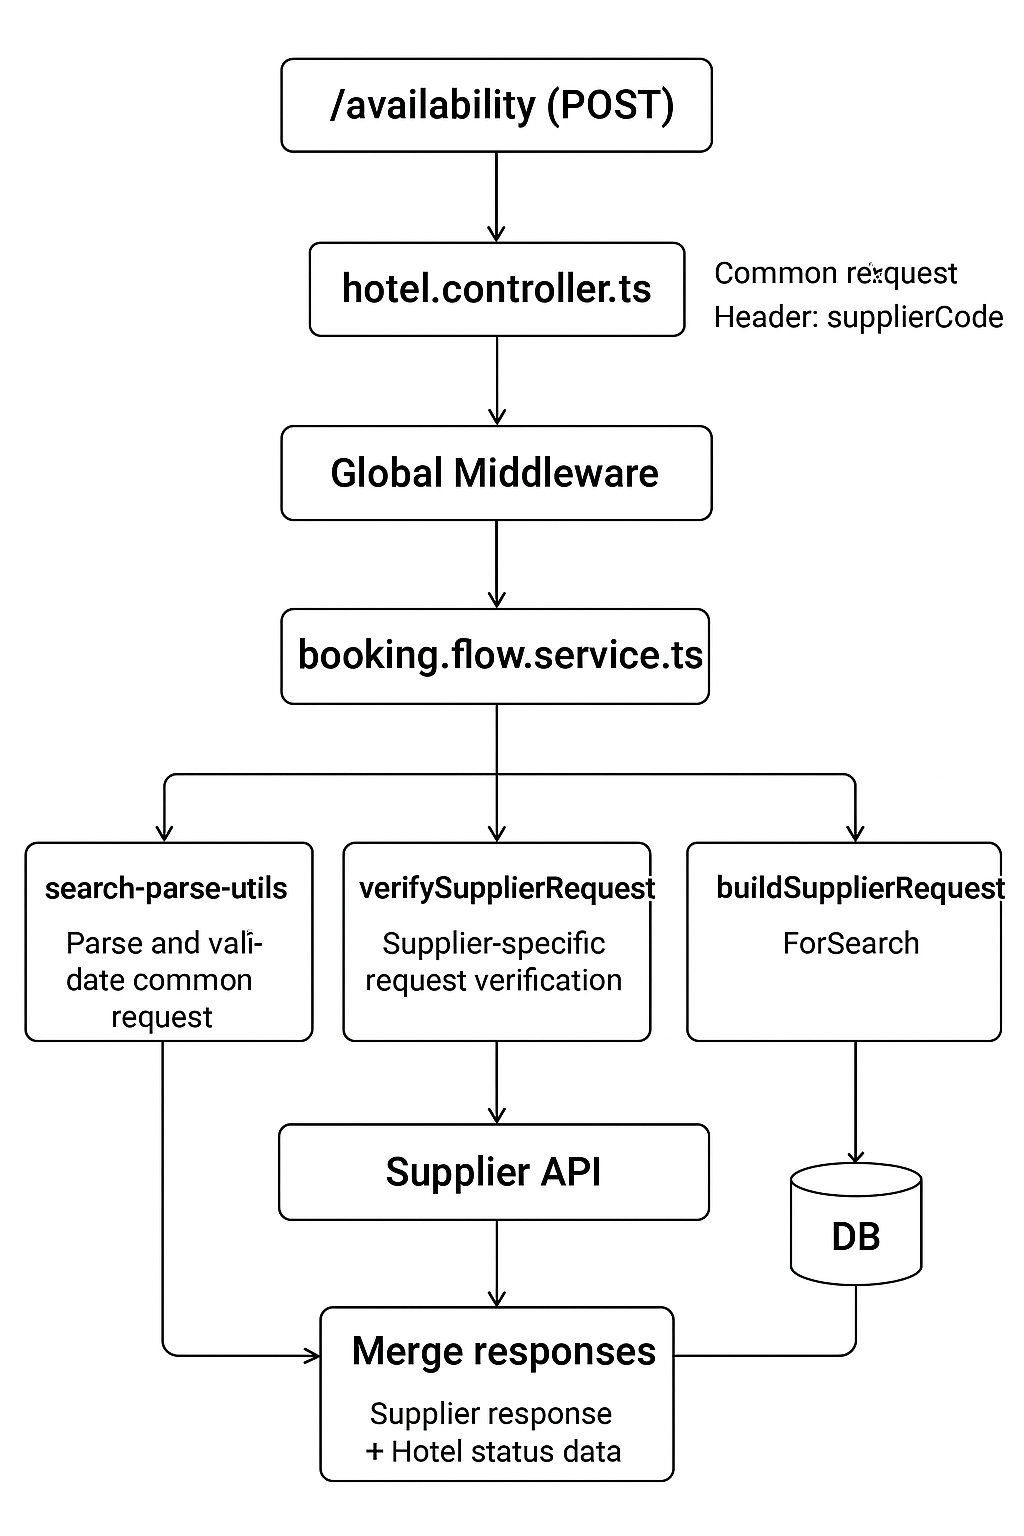 /availability (POST)
hotel.controller.ts
Common request
Header: supplierCode
Global Middleware
booking.flow.service.ts
search-parse-utils
Parse and vali-
date common
request
verifySupplierRequest
Supplier-specific
request verification
buildSupplierRequest
ForSearch
Supplier API
DB
Merge responses
Supplier response
+ Hotel status data